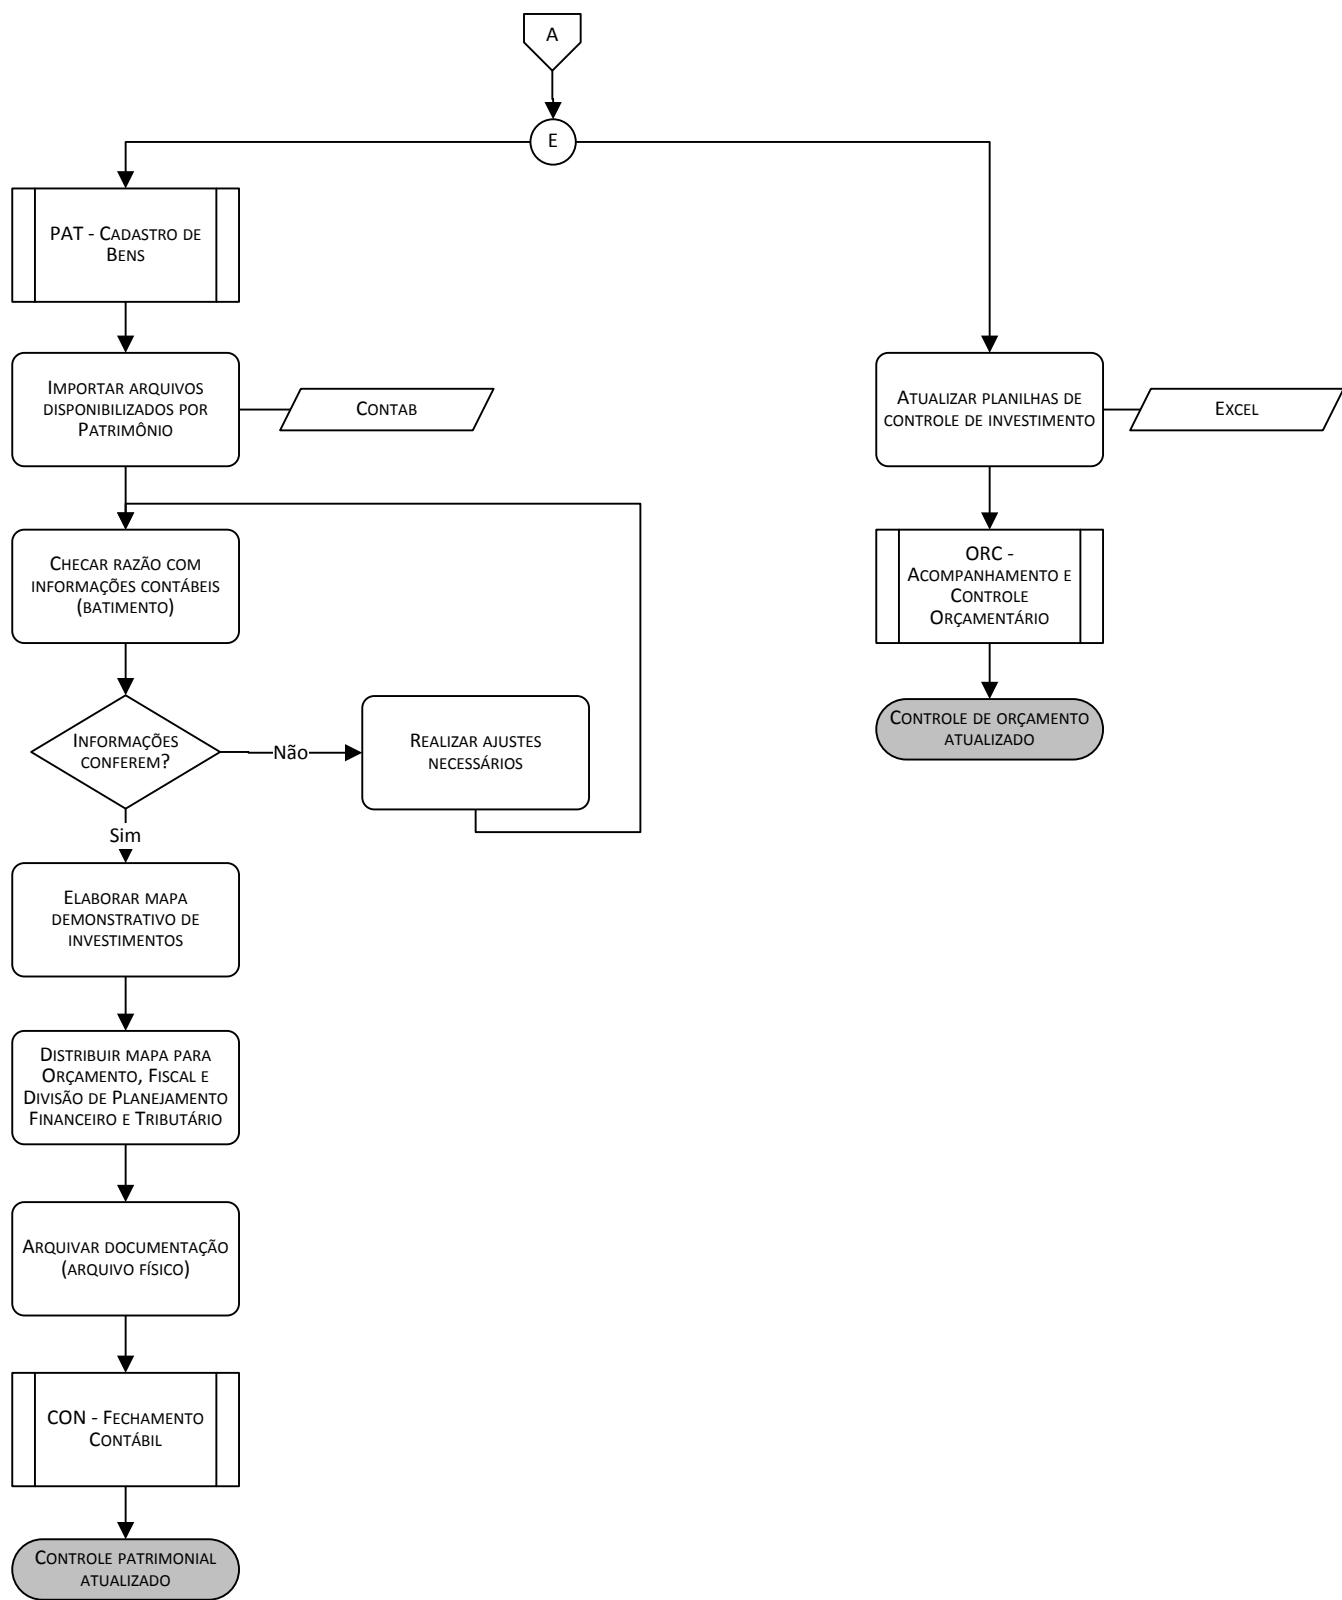 A
E
PAT - Cadastro de
Bens
Importar arquivos
disponibilizados por
Patrimônio
Contab
Atualizar planilhas de
controle de investimento
Excel
Checar razão com
informações contábeis
(batimento)
ORC -
Acompanhamento e
Controle
Orçamentário
Informações
conferem?
Não
Realizar ajustes
necessários
Controle de orçamento
atualizado
Sim
Elaborar mapa
demonstrativo de
investimentos
Distribuir mapa para
Orçamento, Fiscal e
Divisão de Planejamento
Financeiro e Tributário
Arquivar documentação
(arquivo físico)
CON - Fechamento
Contábil
Controle patrimonial
atualizado